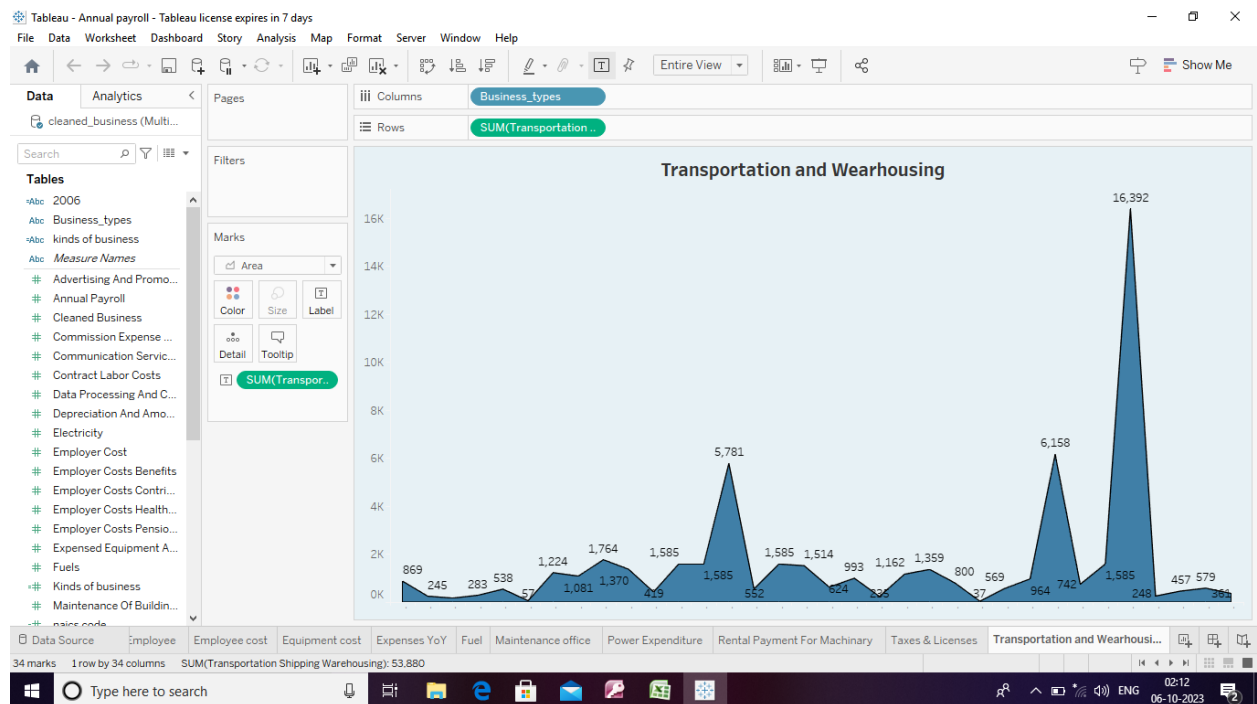 Tableau - Annual payroll - Tableau license expires in 7 days
File Data Worksheet Dashboard Story Analysis Map Format Server Window Help
Entire View
Show Me
Data Analytics
cleaned_business (Multi...
Search
Tables
=Abc 2006
Abc Business_types
=Abc kinds of business
Abc Measure Names
# Advertising And Promo...
# Annual Payroll
# Cleaned Business
# Commission Expense ...
# Communication Servic...
# Contract Labor Costs
# Data Processing And C...
# Depreciation And Amo...
# Electricity
# Employer Cost
# Employer Costs Benefits
# Employer Costs Contri...
# Employer Costs Health...
# Employer Costs Pensio...
# Expensed Equipment A...
# Fuels
=# Kinds of business
# Maintenance Of Buildin...
=# naics code
Pages
Filters
Marks
Area
Color Size Label
Detail Tooltip
SUM(Transpor..
Columns Business_types
Rows SUM(Transportation ..
Transportation and Wearhousing
16K
14K
12K
10K
8K
6K
4K
2K
0K
869
245
283
538
57
1,224
1,081
1,764
1,370
419
1,585
1,585
5,781
552
1,585
1,514
624
993
235
1,162
1,359
800
37
569
964
6,158
742
1,585
16,392
248
457
579
361
Data Source Employee Employee cost Equipment cost Expenses YoY Fuel Maintenance office Power Expenditure Rental Payment For Machinery Taxes & Licenses Transportation and Wearhousi...
34 marks 1 row by 34 columns SUM(Transportation Shipping Warehousing): 53,880
Type here to search
ENG
02:12
06-10-2023
2